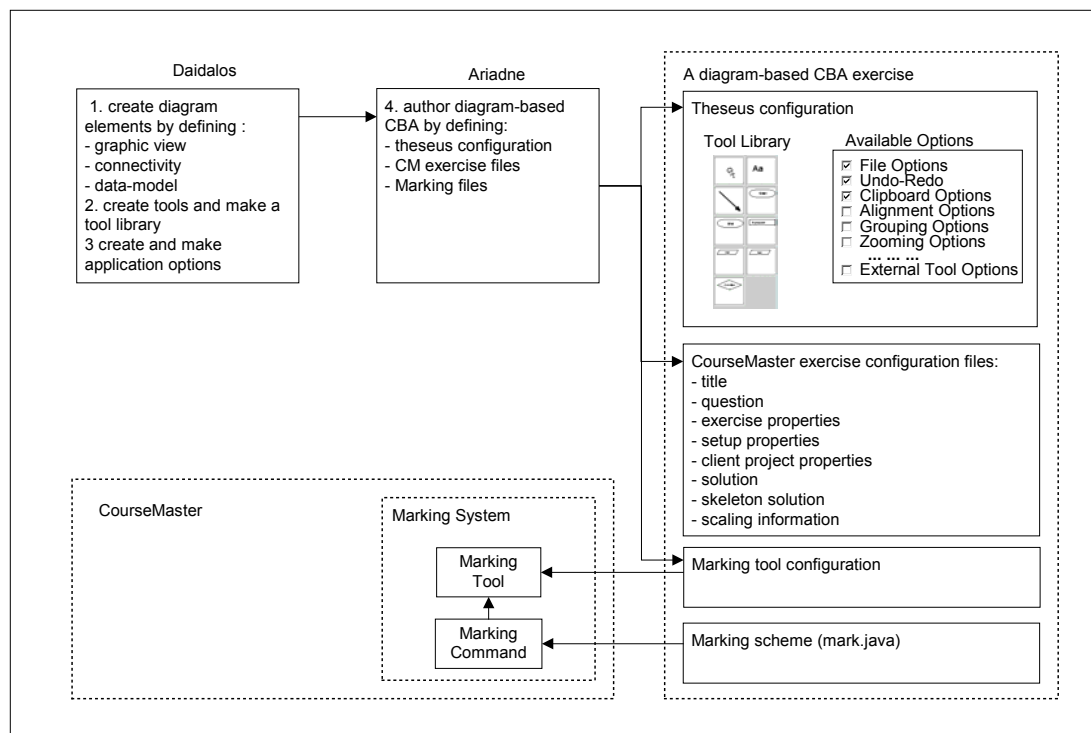 Daidalos
1. create diagram
elements by defining :
- graphic view
- connectivity
- data-model
2. create tools and make a
tool library
3 create and make
application options
Ariadne
4. author diagram-based
CBA by defining:
- theseus configuration
- CM exercise files
- Marking files
A diagram-based CBA exercise
Theseus configuration
Tool Library
Aa
Available Options
File Options
Undo-Redo
Clipboard Options
Alignment Options
Grouping Options
Zooming Options
... ... ...
External Tool Options
CourseMaster exercise configuration files:
- title
- question
- exercise properties
- setup properties
- client project properties
- solution
- skeleton solution
- scaling information
CourseMaster
Marking System
Marking
Tool
Marking
Command
Marking tool configuration
Marking scheme (mark.java)